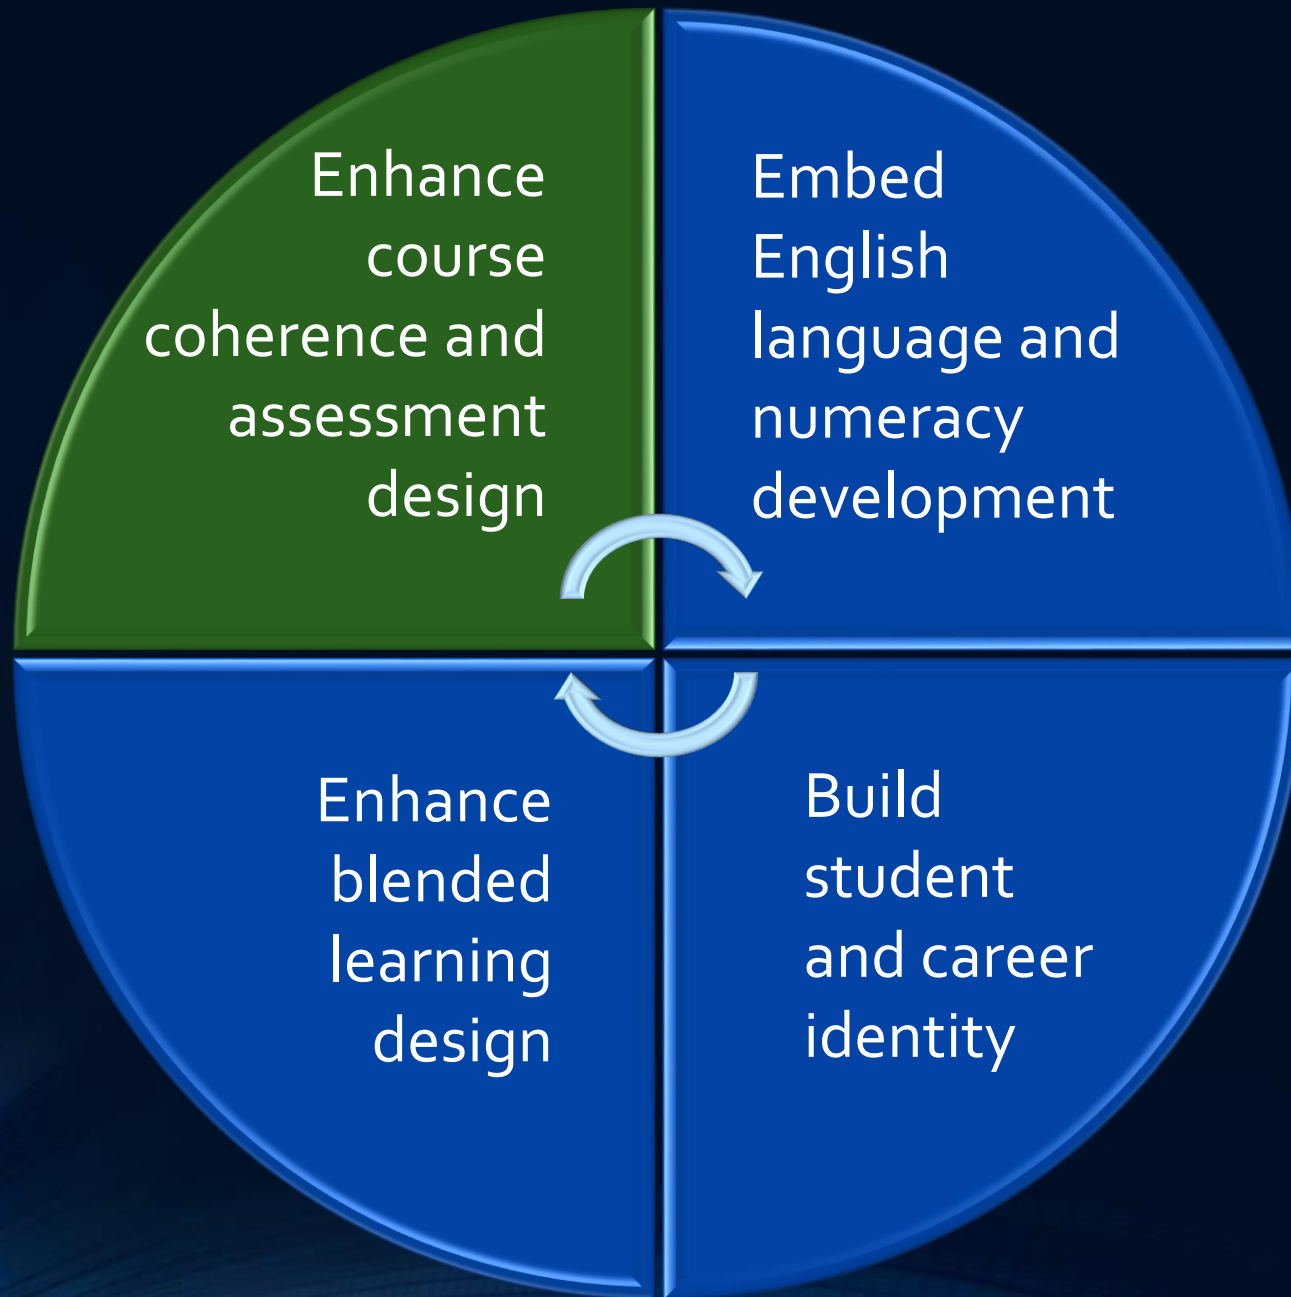 Enhance
course
coherence and
assessment
design
Embed
English
language and
numeracy
development
Enhance
blended
learning
design
Build
student
and career
identity